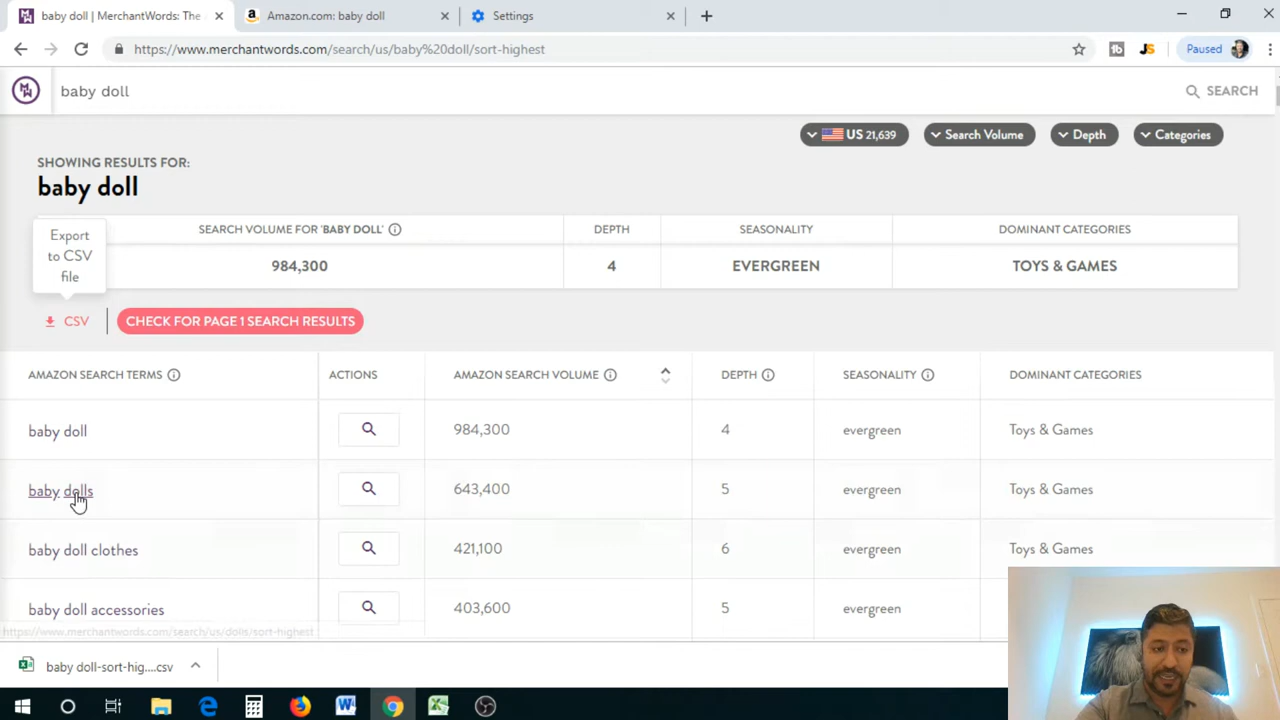 baby doll | MerchantWords: The
Amazon.com: baby doll
Settings
https://www.merchantwords.com/search/us/baby%20doll/sort-highest
Paused
baby doll
SEARCH
US 21,639
Search Volume
Depth
Categories
SHOWING RESULTS FOR:
baby doll
Export
to CSV
file
SEARCH VOLUME FOR 'BABY DOLL'
DEPTH
SEASONALITY
DOMINANT CATEGORIES
984,300
4
EVERGREEN
TOYS & GAMES
CSV
CHECK FOR PAGE 1 SEARCH RESULTS
AMAZON SEARCH TERMS
ACTIONS
AMAZON SEARCH VOLUME
DEPTH
SEASONALITY
DOMINANT CATEGORIES
baby doll
984,300
4
evergreen
Toys & Games
baby dolls
643,400
5
evergreen
Toys & Games
baby doll clothes
421,100
6
evergreen
Toys & Games
baby doll accessories
403,600
5
evergreen
https://www.merchantwords.com/search/us/dolls/sort-highest
baby doll-sort-hig....csv